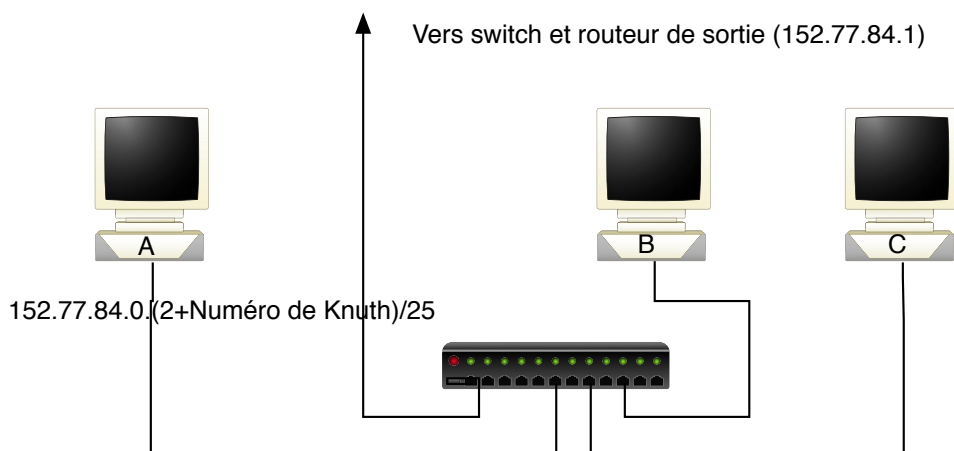 Vers switch et routeur de sortie (152.77.84.1)
A
B
C
152.77.84.0.(2+Numéro de Knuth)/25